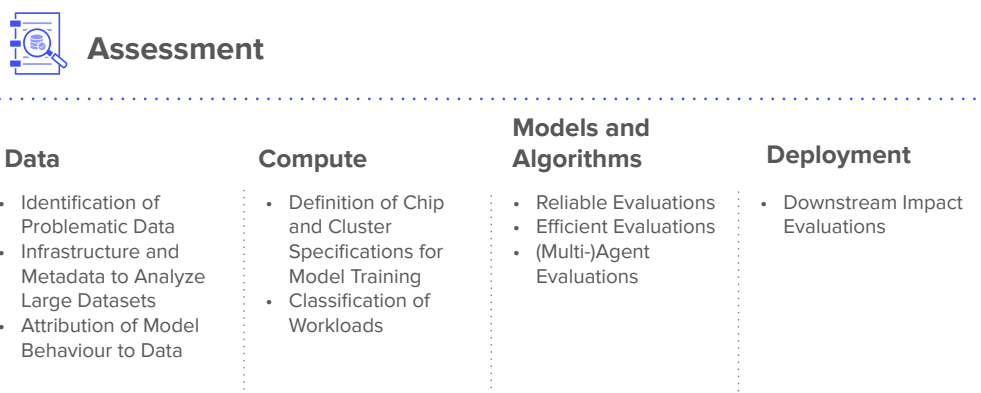 Assessment
Data
• Identification of
Problematic Data
• Infrastructure and
Metadata to Analyze
Large Datasets
• Attribution of Model
Behaviour to Data
Compute
• Definition of Chip
and Cluster
Specifications for
Model Training
• Classification of
Workloads
Models and
Algorithms
• Reliable Evaluations
• Efficient Evaluations
• (Multi-)Agent
Evaluations
Deployment
• Downstream Impact
Evaluations